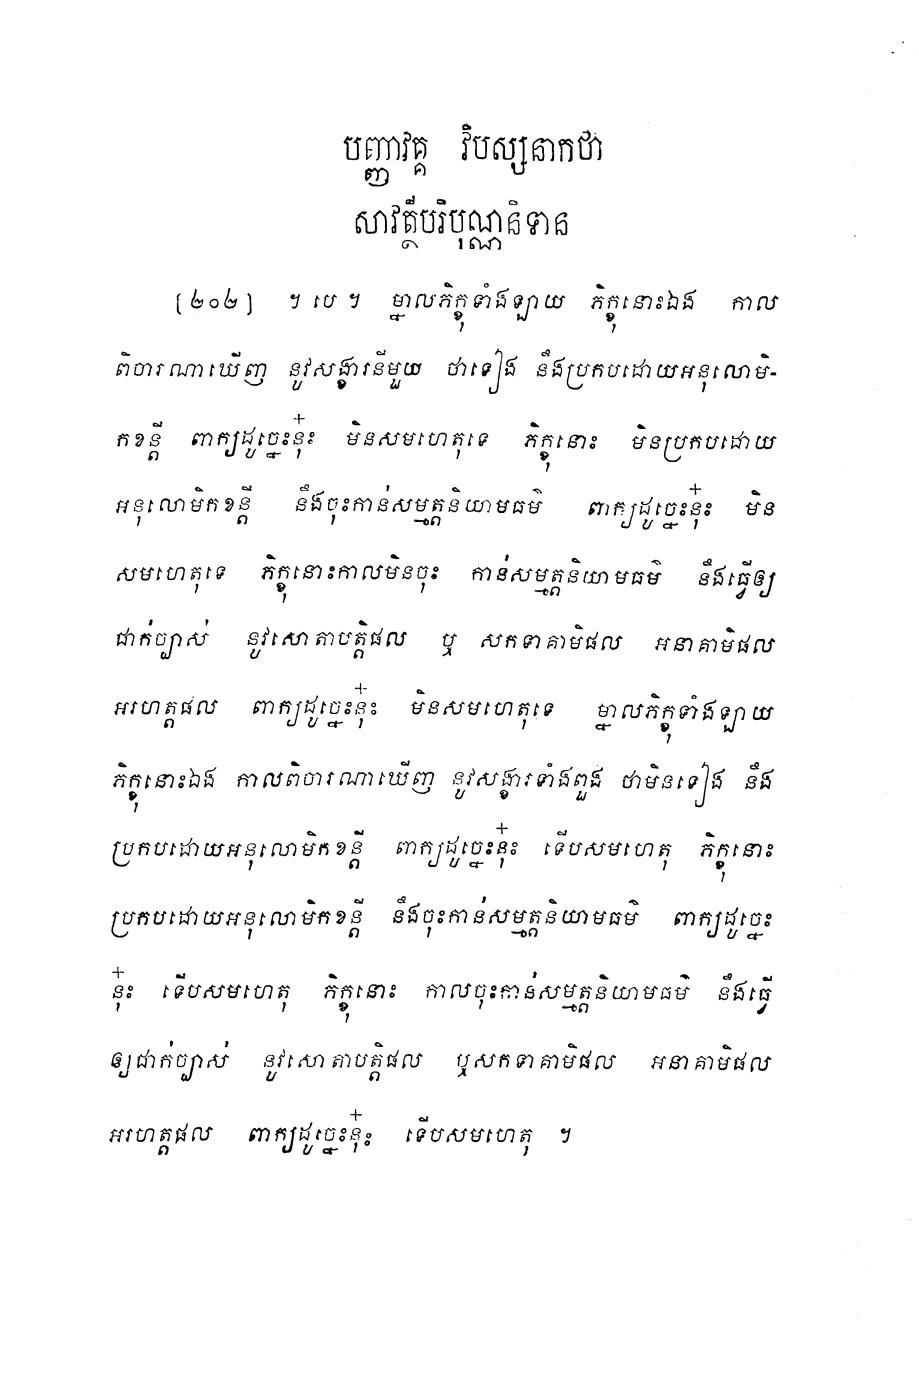 បញ្ញាវគ្គ វិបស្សនាកថា
សាវត្ថីបរិបុណ្ណនិទាន
[២០២] ។ បេ ។ ម្នាលភិក្ខុទាំងឡាយ ភិក្ខុនោះឯង កាល
ពិចារណាឃើញ នូវសង្ខារនីមួយ ថាទៀង នឹងប្រកបដោយអនុលោមិ-
កខន្តី ពាក្យដូច្នេះនុ៎ះ មិនសមហេតុទេ ភិក្ខុនោះ មិនប្រកបដោយ
អនុលោមិកខន្តី នឹងចុះកាន់សម្មត្តនិយាមធម៌ ពាក្យដូច្នេះនុ៎ះ មិន
សមហេតុទេ ភិក្ខុនោះកាលមិនចុះ កាន់សម្មត្តនិយាមធម៌ នឹងធ្វើឲ្យ
ជាក់ច្បាស់ នូវសោតាបត្តិផល ឬ សកទាគាមិផល អនាគាមិផល
អរហត្តផល ពាក្យដូច្នេះនុ៎ះ មិនសមហេតុទេ ម្នាលភិក្ខុទាំងឡាយ
ភិក្ខុនោះឯង កាលពិចារណាឃើញ នូវសង្ខារទាំងពួង ថាមិនទៀង នឹង
ប្រកបដោយអនុលោមិកខន្តី ពាក្យដូច្នេះនុ៎ះ ទើបសមហេតុ ភិក្ខុនោះ
ប្រកបដោយអនុលោមិកខន្តី នឹងចុះកាន់សម្មត្តនិយាមធម៌ ពាក្យដូច្នេះ
នុ៎ះ ទើបសមហេតុ ភិក្ខុនោះ កាលចុះកាន់សម្មត្តនិយាមធម៌ នឹងធ្វើ
ឲ្យជាក់ច្បាស់ នូវសោតាបត្តិផល ឬសកទាគាមិផល អនាគាមិផល
អរហត្តផល ពាក្យដូច្នេះនុ៎ះ ទើបសមហេតុ ។